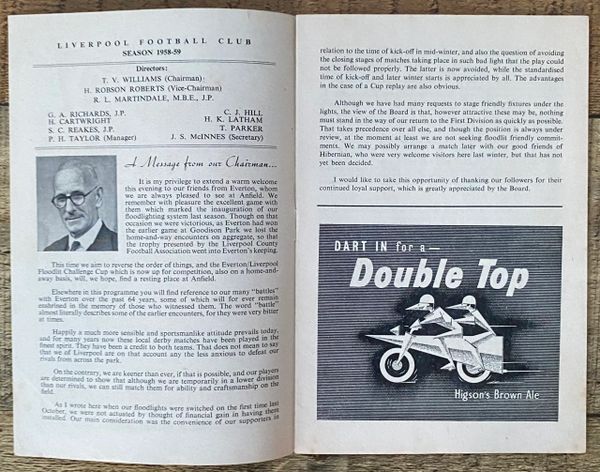 LIVERPOOL FOOTBALL CLUB
SEASON 1958-59
Directors:
T. V. WILLIAMS (Chairman)
H. ROBSON ROBERTS (Vice-Chairman)
R. L. MARTINDALE, M.B.E., J.P.
G. A. RICHARDS, J.P.
C. J. HILL
H. CARTWRIGHT
H. K. LATHAM
S. C. REAKES, J.P.
T. PARKER
P. H. TAYLOR (Manager)
J. S. McINNES (Secretary)
A Message from our Chairman...
It is my privilege to extend a warm welcome
this evening to our friends from Everton, whom
we are always pleased to see at Anfield. We
remember with pleasure the excellent game with
them which marked the inauguration of our
floodlighting system last season. Though on that
occasion we were victorious, as Everton had won
the earlier game at Goodison Park we lost the
home-and-away encounters on aggregate, so that
the trophy presented by the Liverpool County
Football Association went into Everton's keeping.
This time we aim to reverse the order of things, and the Everton/Liverpool
Floodlit Challenge Cup which is now up for competition, also on a home-and-
away basis, will, we hope, find a resting place at Anfield.
Elsewhere in this programme you will find reference to our many "battles"
with Everton over the past 64 years, some of which will for ever remain
enshrined in the memory of those who witnessed them. The word "battle"
almost literally describes some of the earlier encounters, for they were very bitter
at times.
Happily a much more sensible and sportsmanlike attitude prevails today,
and for many years now these local derby matches have been played in the
finest spirit. They have been a credit to both teams. That does not mean to say
that we of Liverpool are on that account any the less anxious to defeat our
rivals from across the park.
On the contrary, we are keener than ever, if that is possible, and our players
are determined to show that although we are temporarily in a lower division
than our rivals, we can still match them for ability and craftsmanship on the
field.
As I wrote here when our floodlights were switched on the first time last
October, we were not actuated by thought of financial gain in having them
installed. Our main consideration was the convenience of our supporters in
relation to the time of kick-off in mid-winter, and also the question of avoiding
the closing stages of matches taking place in such bad light that the play could
not be followed properly. The latter is now avoided, while the standardised
time of kick-off and later winter starts is appreciated by all. The advantages
in the case of a Cup replay are also obvious.
Although we have had many requests to stage friendly fixtures under the
lights, the view of the Board is that, however attractive these may be, nothing
must stand in the way of our return to the First Division as quickly as possible.
That takes precedence over all else, and though the position is always under
review, at the moment at least we are not seeking floodlit friendly commit-
ments. We may possibly arrange a match later with our good friends of
Hibernian, who were very welcome visitors here last winter, but that has not
yet been decided.
I would like to take this opportunity of thanking our followers for their
continued loyal support, which is greatly appreciated by the Board.
DART IN for a—
Double Top
Higson's Brown Ale